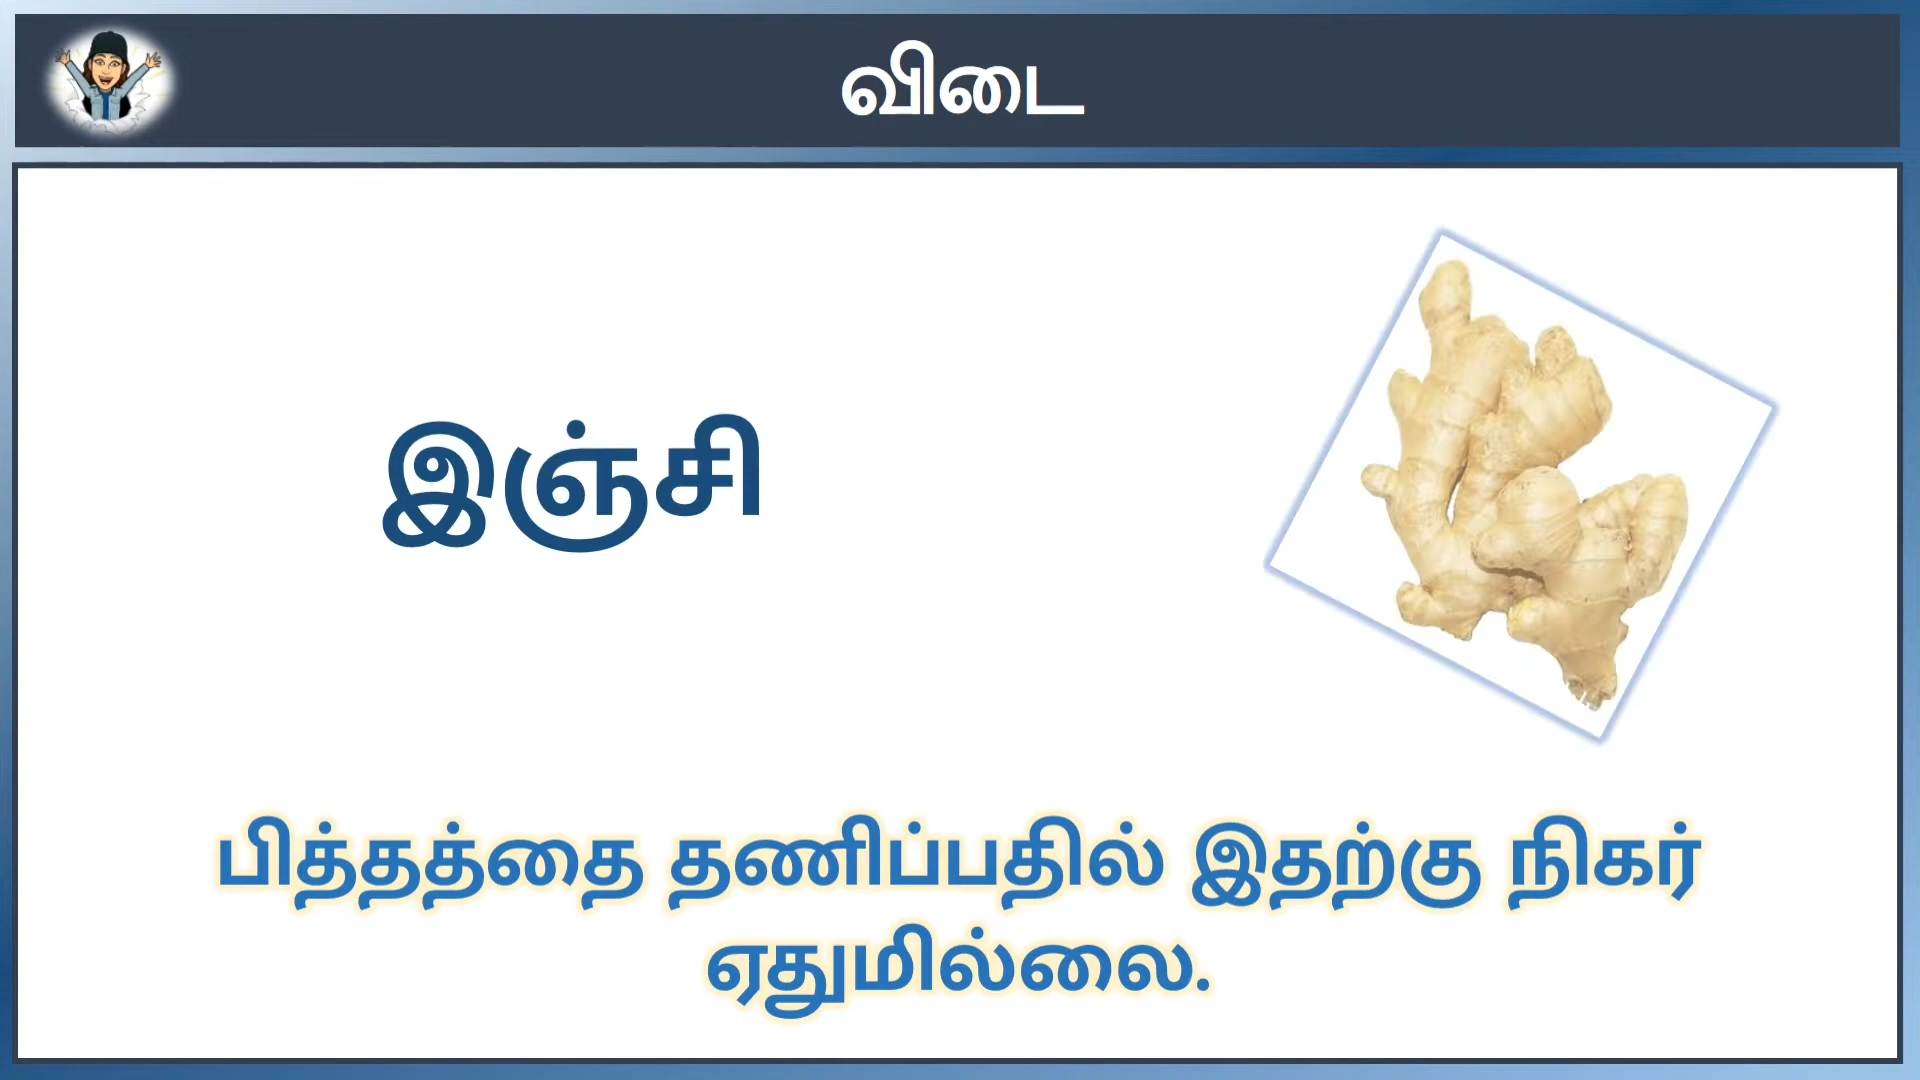 விடை
இஞ்சி
பித்தத்தை தணிப்பதில் இதற்கு நிகர்
ஏதுமில்லை.